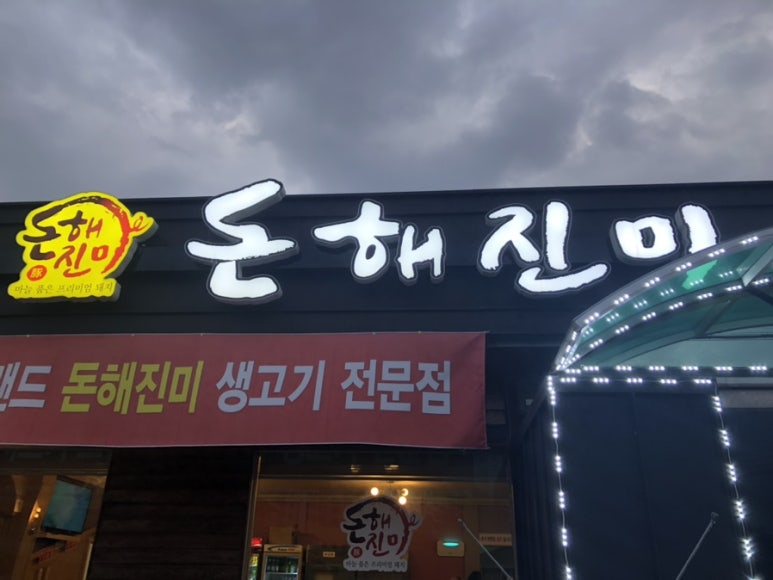 돈해진미
돈해
진미
마늘 품은 프리미엄 돼지
랜드 돈해진미 생고기 전문점
돈해
진미
마늘 품은 프리미엄 돼지